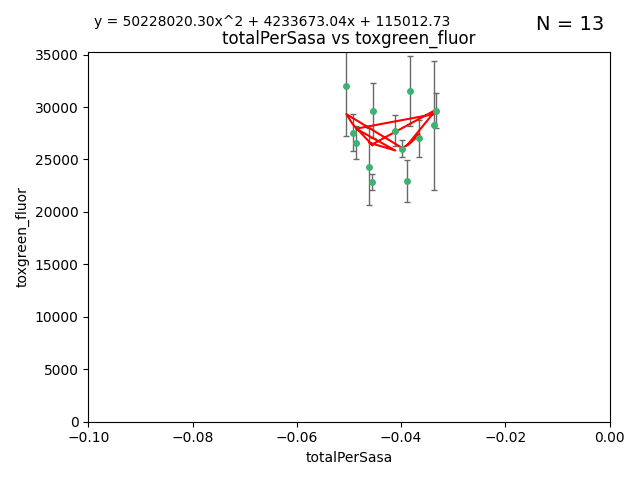 y = 50228020.30x^2 + 4233673.04x + 115012.73
N = 13
totalPerSasa vs toxgreen_fluor
35000
30000
25000
20000
15000
10000
5000
0
toxgreen_fluor
−0.10
−0.08
−0.06
−0.04
−0.02
0.00
totalPerSasa